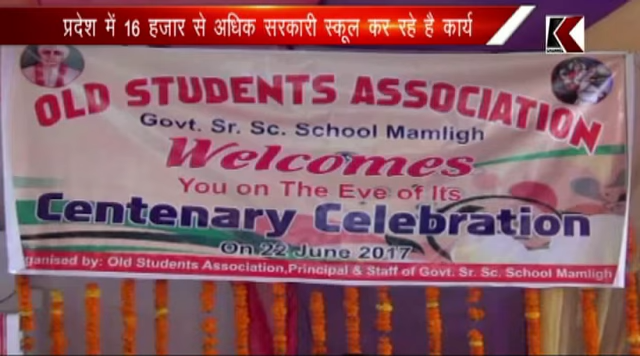 प्रदेश में 16 हजार से अधिक सरकारी स्कूल कर रहे है कार्य
OLD STUDENTS ASSOCIATION
Govt. Sr. Sc. School Mamligh
Welcomes
You on The Eve of Its
Centenary Celebration
On 22 June 2017
ganised by: Old Students Association,Principal & Staff of Govt. Sr. Sc. School Mamligh